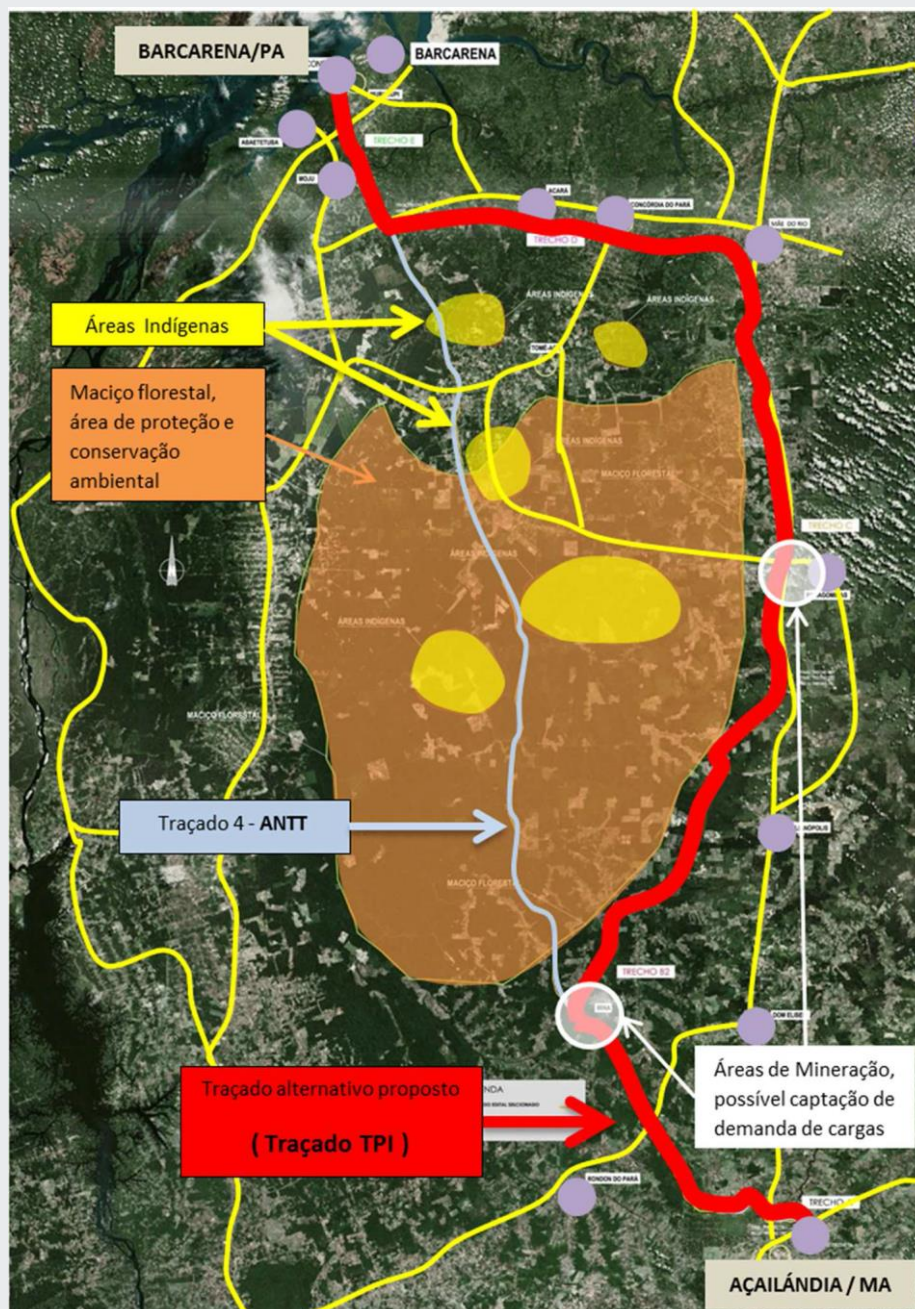 BARCARENA/PA
BARCARENA
ABAETETUBA
TRECHO E
MOJU
ACARÁ
CONCÓRDIA DO PARÁ
MÃE DO RIO
TRECHO D
Áreas Indígenas
ÁREAS INDÍGENAS
ÁREAS INDÍGENAS
Maciço florestal,
área de proteção e
conservação
ambiental
ÁREAS INDÍGENAS
MACIÇO FLORESTAL
TRECHO C
ÁREAS INDÍGENAS
ÁREAS INDÍGENAS
MACIÇO FLORESTAL
Traçado 4 - ANTT
MACIÇO FLORESTAL
TRECHO B2
MINA
DOM ELISEU
Áreas de Mineração,
possível captação de
demanda de cargas
Traçado alternativo proposto
( Traçado TPI )
RONDON DO PARÁ
TRECHO
AÇAILÁNDIA / MA